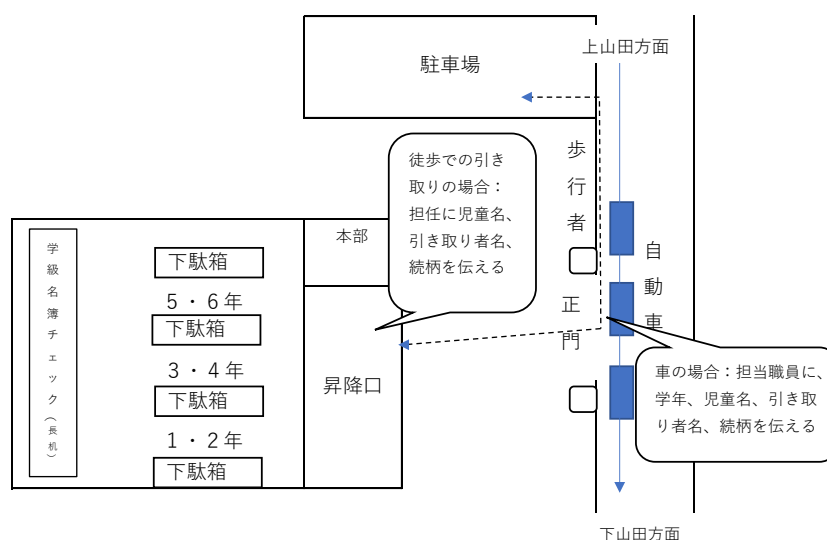 上山田方面
駐車場
歩行者
徒歩での引き
取りの場合：
担任に児童名、
引き取り者名、
続柄を伝える
本部
学級名簿チェック（長机）
下駄箱
５・６年
下駄箱
３・４年
下駄箱
１・２年
下駄箱
昇降口
正門
自動車
車の場合：担当職員に、
学年、児童名、引き取
り者名、続柄を伝える
下山田方面